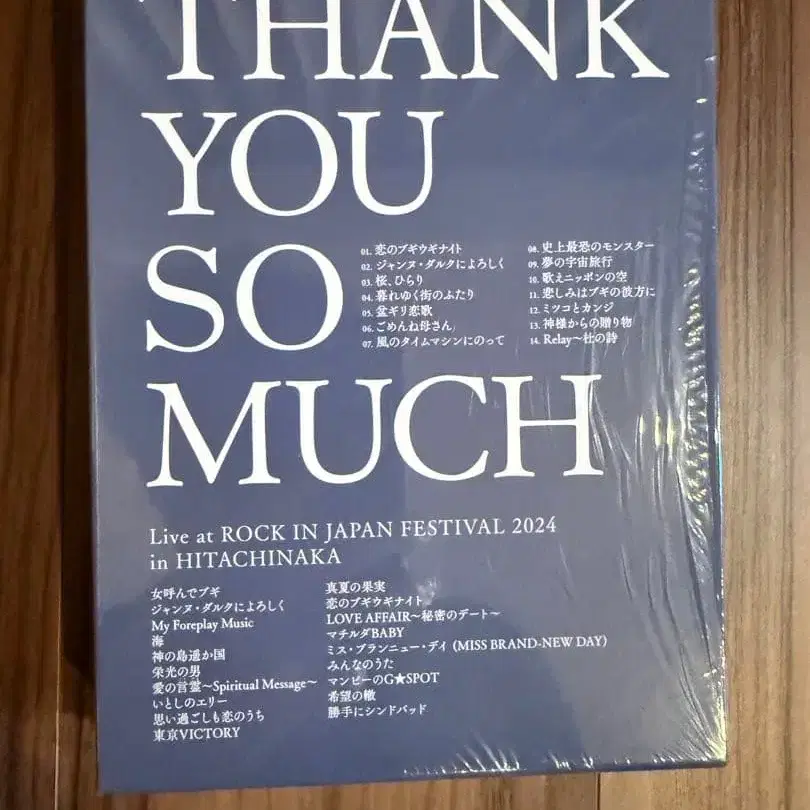 THANK
YOU
SO
MUCH
01. 恋のブギウギナイト
02. ジャンヌ・ダルクによろしく
03. 桜、ひらり
04. 暮れゆく街のふたり
05. 盆ギリ恋歌
06. ごめんね母さん
07. 風のタイムマシンにのって
08. 史上最恐のモンスター
09. 夢の宇宙旅行
10. 歌えニッポンの空
11. 悲しみはブギの彼方に
12. ミツコとカンジ
13. 神様からの贈り物
14. Relay〜杜の詩
Live at ROCK IN JAPAN FESTIVAL 2024
in HITACHINAKA
女呼んでブギ
ジャンヌ・ダルクによろしく
My Foreplay Music
海
神の島遥か国
栄光の男
愛の言霊〜Spiritual Message〜
いとしのエリー
思い過ごしも恋のうち
東京VICTORY
真夏の果実
恋のブギウギナイト
LOVE AFFAIR〜秘密のデート〜
マチルダBABY
ミス・ブランニュー・デイ (MISS BRAND-NEW DAY)
みんなのうた
マンピーのG★SPOT
希望の轍
勝手にシンドバッド